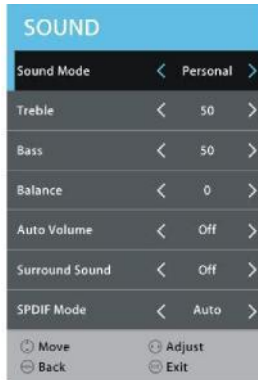 SOUND
Sound Mode < Personal >
Treble < 50 >
Bass < 50 >
Balance < 0 >
Auto Volume < Off >
Surround Sound < Off >
SPDIF Mode < Auto >
Move Adjust
Back Exit